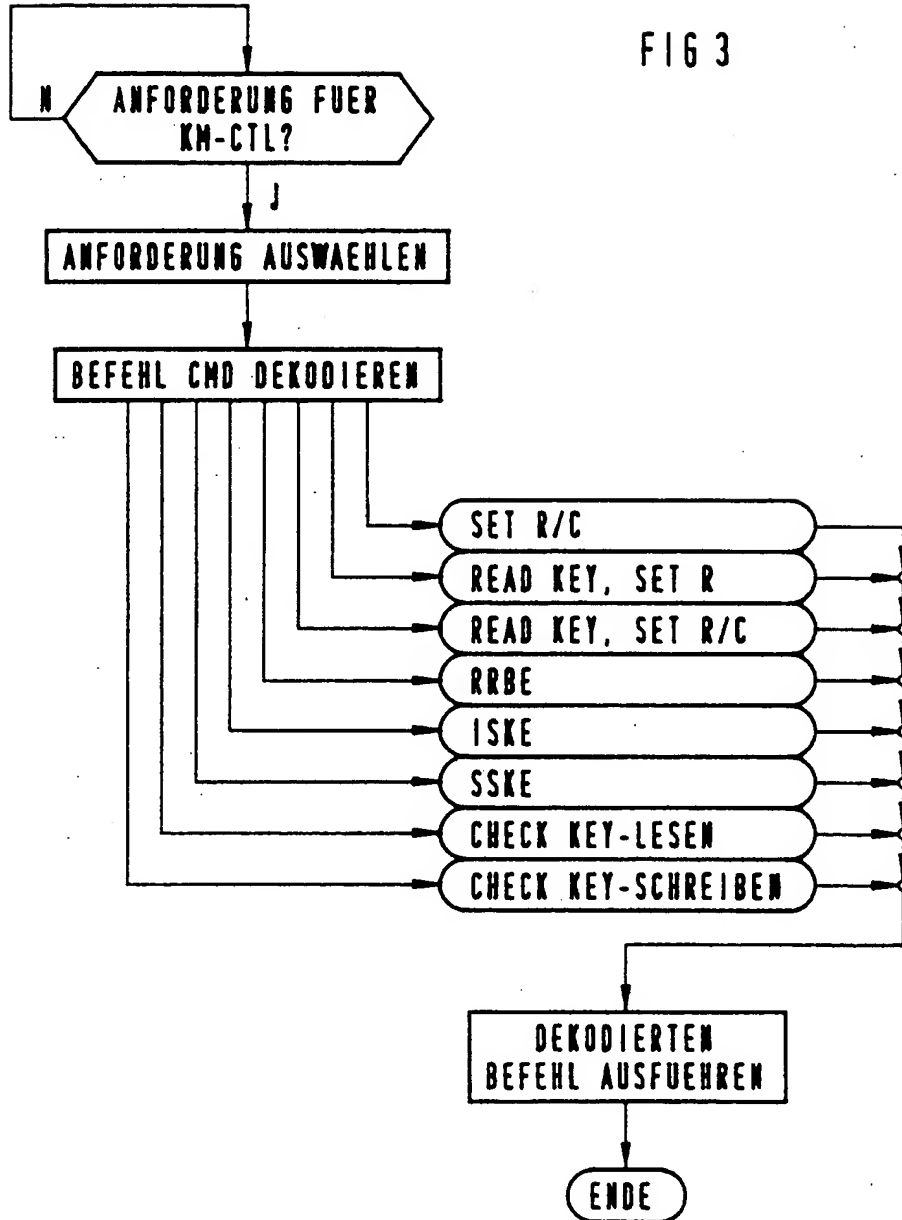 FIG 3
N
ANFORDERUNG FUER
KM-CTL?
J
ANFORDERUNG AUSWAEHLEN
BEFEHL CMD DEKODIEREN
SET R/C
READ KEY, SET R
READ KEY, SET R/C
RRBE
ISKE
SSKE
CHECK KEY-LESEN
CHECK KEY-SCHREIBEN
DEKODIERTEN
BEFEHL AUSFUEHREN
ENDE